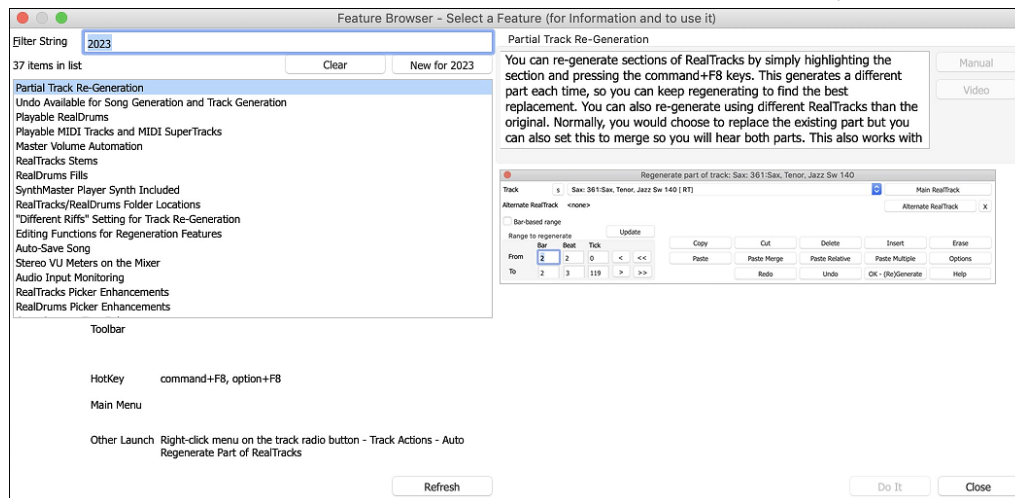 Feature Browser - Select a Feature (for Information and to use it)
Filter String
2023
37 items in list
Clear
New for 2023
Partial Track Re-Generation
Undo Available for Song Generation and Track Generation
Playable RealDrums
Playable MIDI Tracks and MIDI SuperTracks
Master Volume Automation
RealTracks Stems
RealDrums Fills
SynthMaster Player Synth Included
RealTracks/RealDrums Folder Locations
"Different Riffs" Setting for Track Re-Generation
Editing Functions for Regeneration Features
Auto-Save Song
Stereo VU Meters on the Mixer
Audio Input Monitoring
RealTracks Picker Enhancements
RealDrums Picker Enhancements
Toolbar
HotKey command+F8, option+F8
Main Menu
Other Launch Right-click menu on the track radio button - Track Actions - Auto
Regenerate Part of RealTracks
Refresh
Partial Track Re-Generation
You can re-generate sections of RealTracks by simply highlighting the
section and pressing the command+F8 keys. This generates a different
part each time, so you can keep regenerating to find the best
replacement. You can also re-generate using different RealTracks than the
original. Normally, you would choose to replace the existing part but you
can also set this to merge so you will hear both parts. This also works with
Manual
Video
Regenerate part of track: Sax: 361:Sax, Tenor, Jazz Sw 140
Track s Sax: 361:Sax, Tenor, Jazz Sw 140 [ RT] Main RealTrack
Alternate RealTrack <none> Alternate RealTrack X
Bar-based range
Range to regenerate Update
Bar Beat Tick Copy Cut Delete Insert Erase
From 2 2 0 < << Paste Paste Merge Paste Relative Paste Multiple Options
To 2 3 119 > >> Redo Undo OK - (Re)Generate Help
Do It
Close